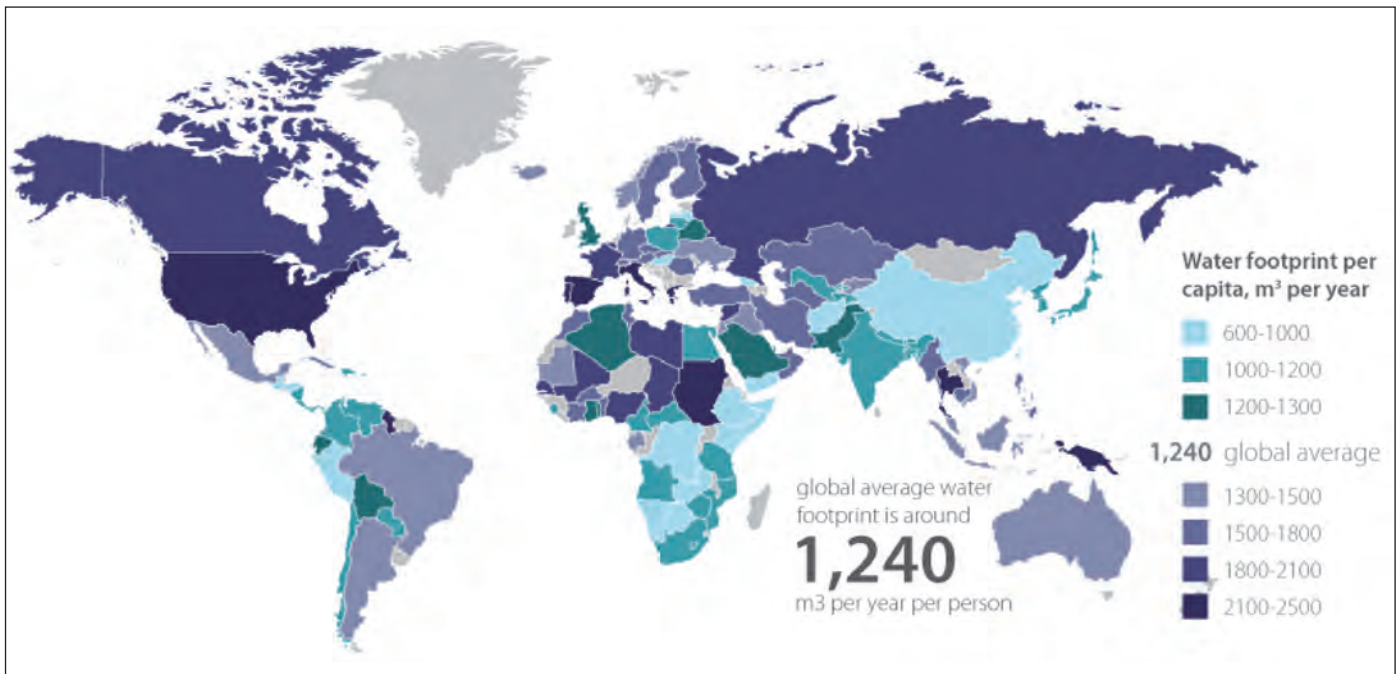 Water footprint per
capita, m³ per year
600-1000
1000-1200
1200-1300
1,240 global average
1300-1500
1500-1800
1800-2100
2100-2500
global average water
footprint is around
1,240
m3 per year per person